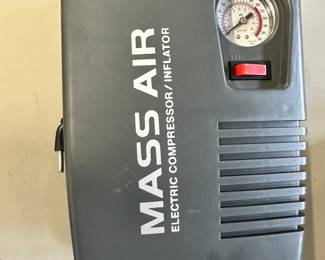 MASS AIR
ELECTRIC COMPRESSOR/INFLATOR